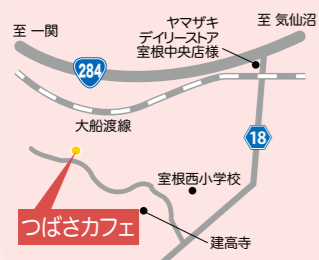 至 一関
ヤマザキ
デイリーストア
室根中央店様
至 気仙沼
284
大船渡線
18
室根西小学校
つばさカフェ
建高寺